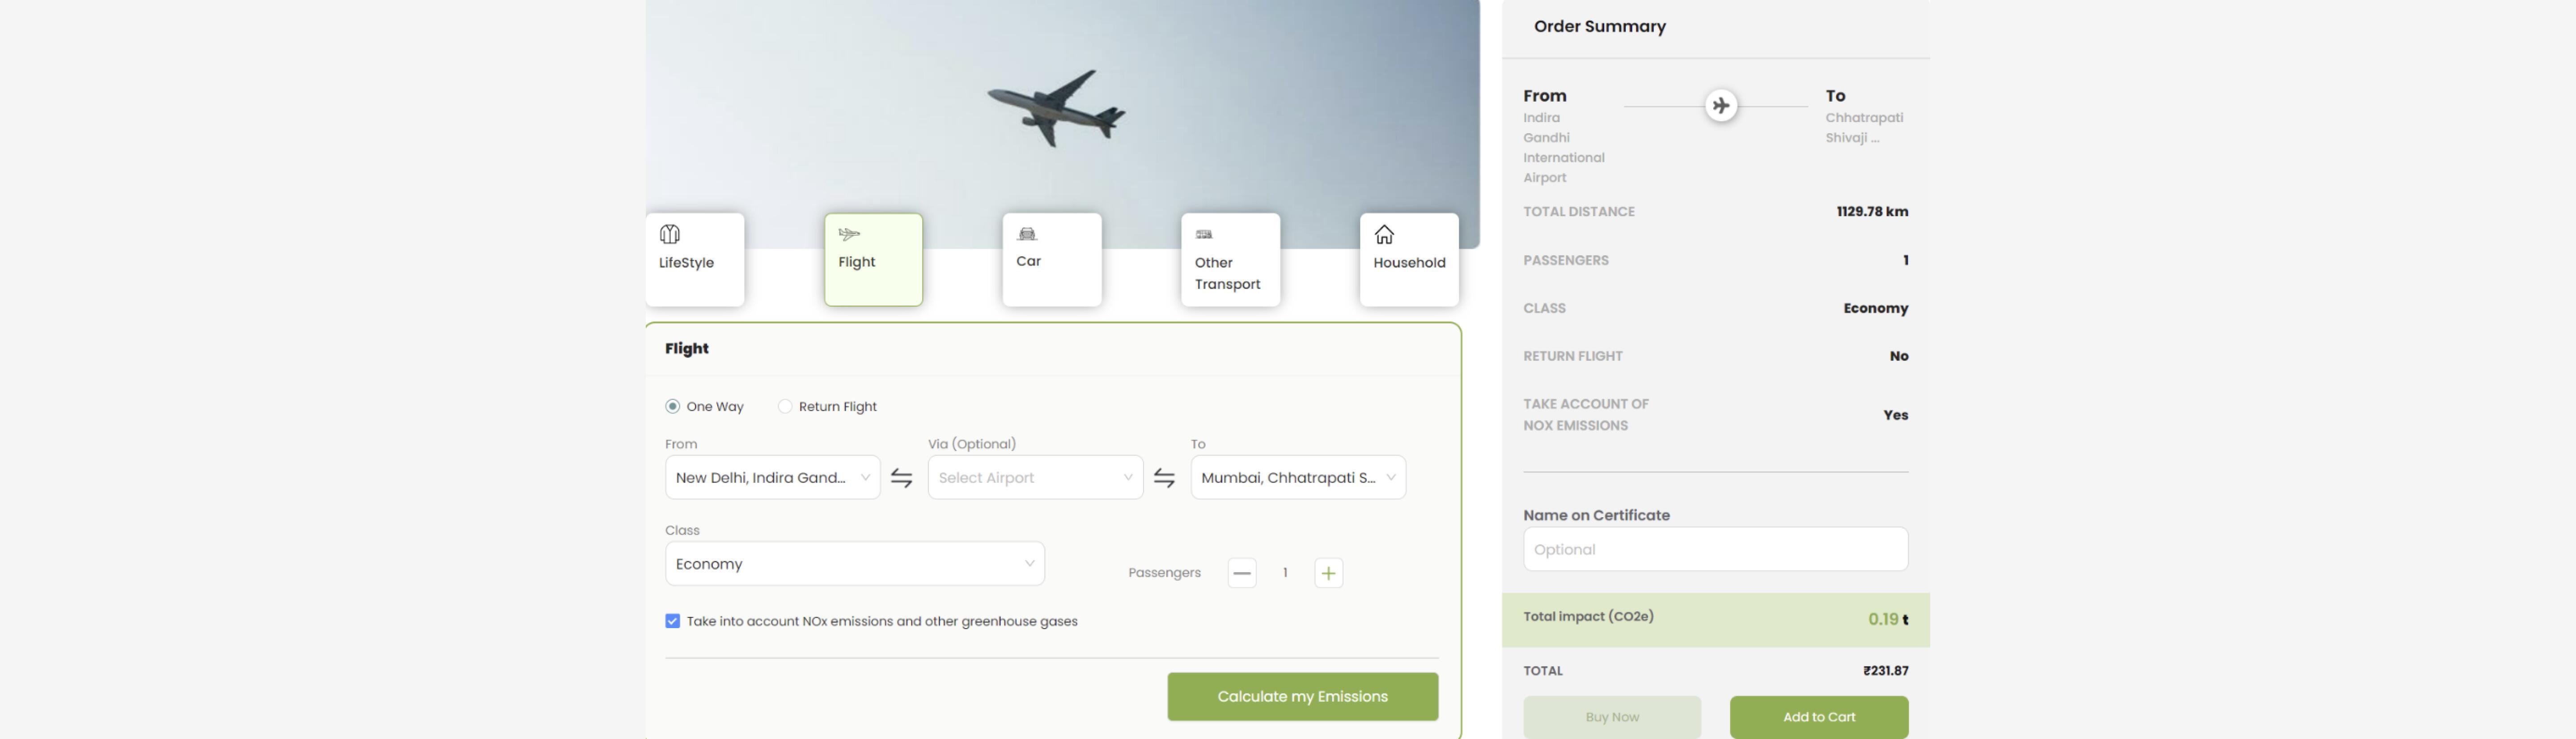 LifeStyle
Flight
Car
Other
Transport
Household
Flight
One Way
Return Flight
From
Via (Optional)
To
New Delhi, Indira Gand...
Select Airport
Mumbai, Chhatrapati S...
Class
Economy
Passengers
1
Take into account NOx emissions and other greenhouse gases
Calculate my Emissions
Order Summary
From
To
Indira
Gandhi
International
Airport
Chhatrapati
Shivaji ...
TOTAL DISTANCE
1129.78 km
PASSENGERS
1
CLASS
Economy
RETURN FLIGHT
No
TAKE ACCOUNT OF
NOX EMISSIONS
Yes
Name on Certificate
Optional
Total impact (CO2e)
0.19 t
TOTAL
₹231.87
Buy Now
Add to Cart